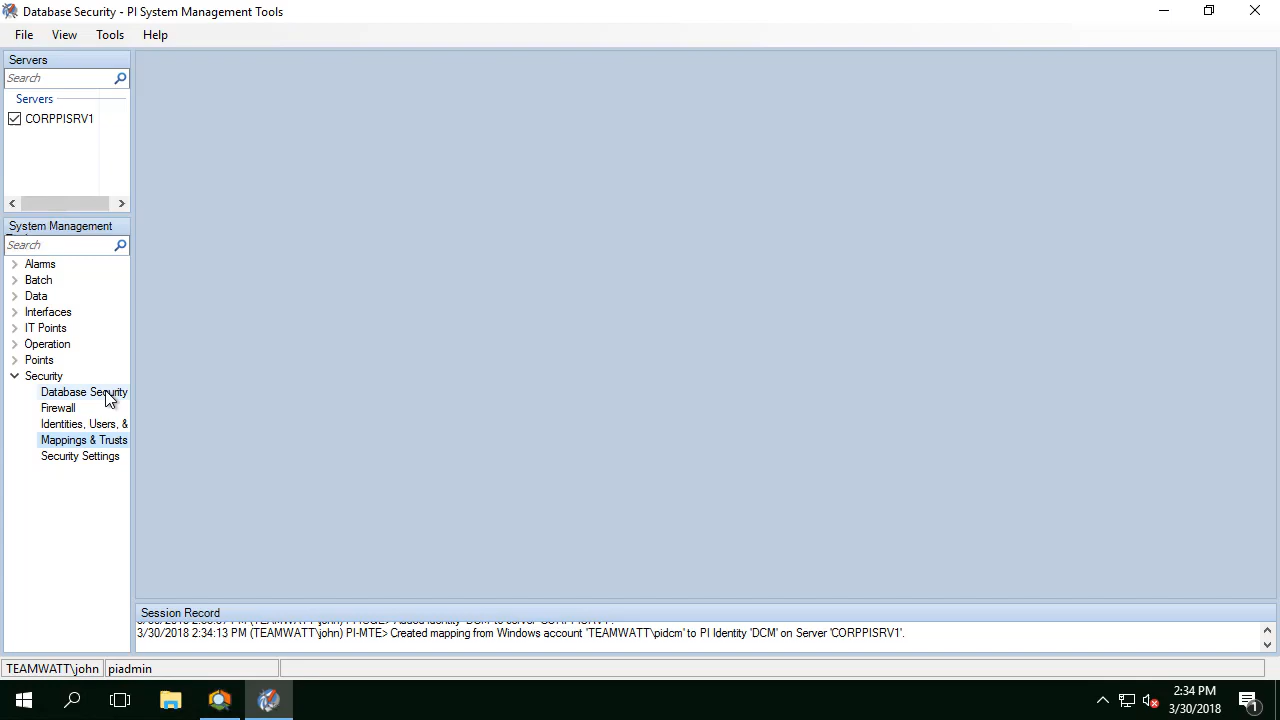 Database Security - PI System Management Tools
File View Tools Help
Servers
Search
Servers
CORPPISRV1
System Management
Search
Alarms
Batch
Data
Interfaces
IT Points
Operation
Points
Security
Database Security
Firewall
Identities, Users, &
Mappings & Trusts
Security Settings
Session Record
3/30/2018 2:34:13 PM (TEAMWATT\john) PI-MTE> Created mapping from Windows account 'TEAMWATT\pidcm' to PI Identity 'DCM' on Server 'CORPPISRV1'.
TEAMWATT\john piadmin
2:34 PM
3/30/2018
1